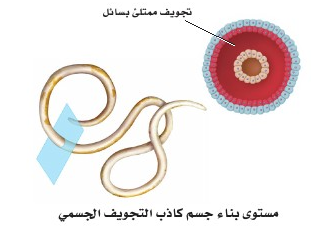 تجويف ممتلئ بسائل
مستوى بناء جسم كاذب التجويف الجسمي